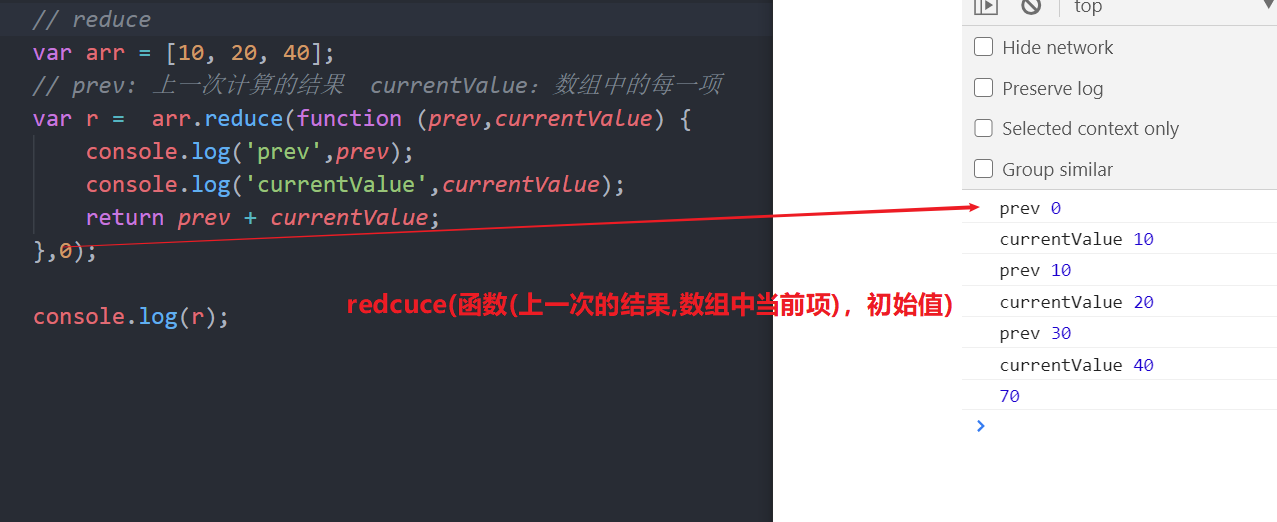 // reduce
var arr = [10, 20, 40];
// prev: 上一次计算的结果  currentValue: 数组中的每一项
var r =  arr.reduce(function (prev,currentValue) {
    console.log('prev',prev);
    console.log('currentValue',currentValue);
    return prev + currentValue;
},0);
console.log(r);
redcuce(函数(上一次的结果,数组中当前项)，初始值)
top
Hide network
Preserve log
Selected context only
Group similar
prev 0
currentValue 10
prev 10
currentValue 20
prev 30
currentValue 40
70